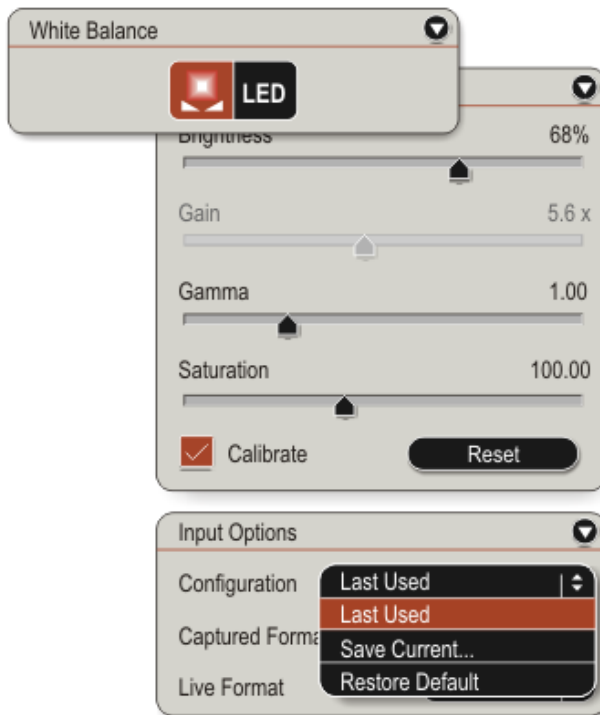 White Balance
LED
Brightness 68%
Gain 5.6 x
Gamma 1.00
Saturation 100.00
Calibrate Reset
Input Options
Configuration Last Used
Last Used
Captured Forma
Save Current...
Restore Default
Live Format